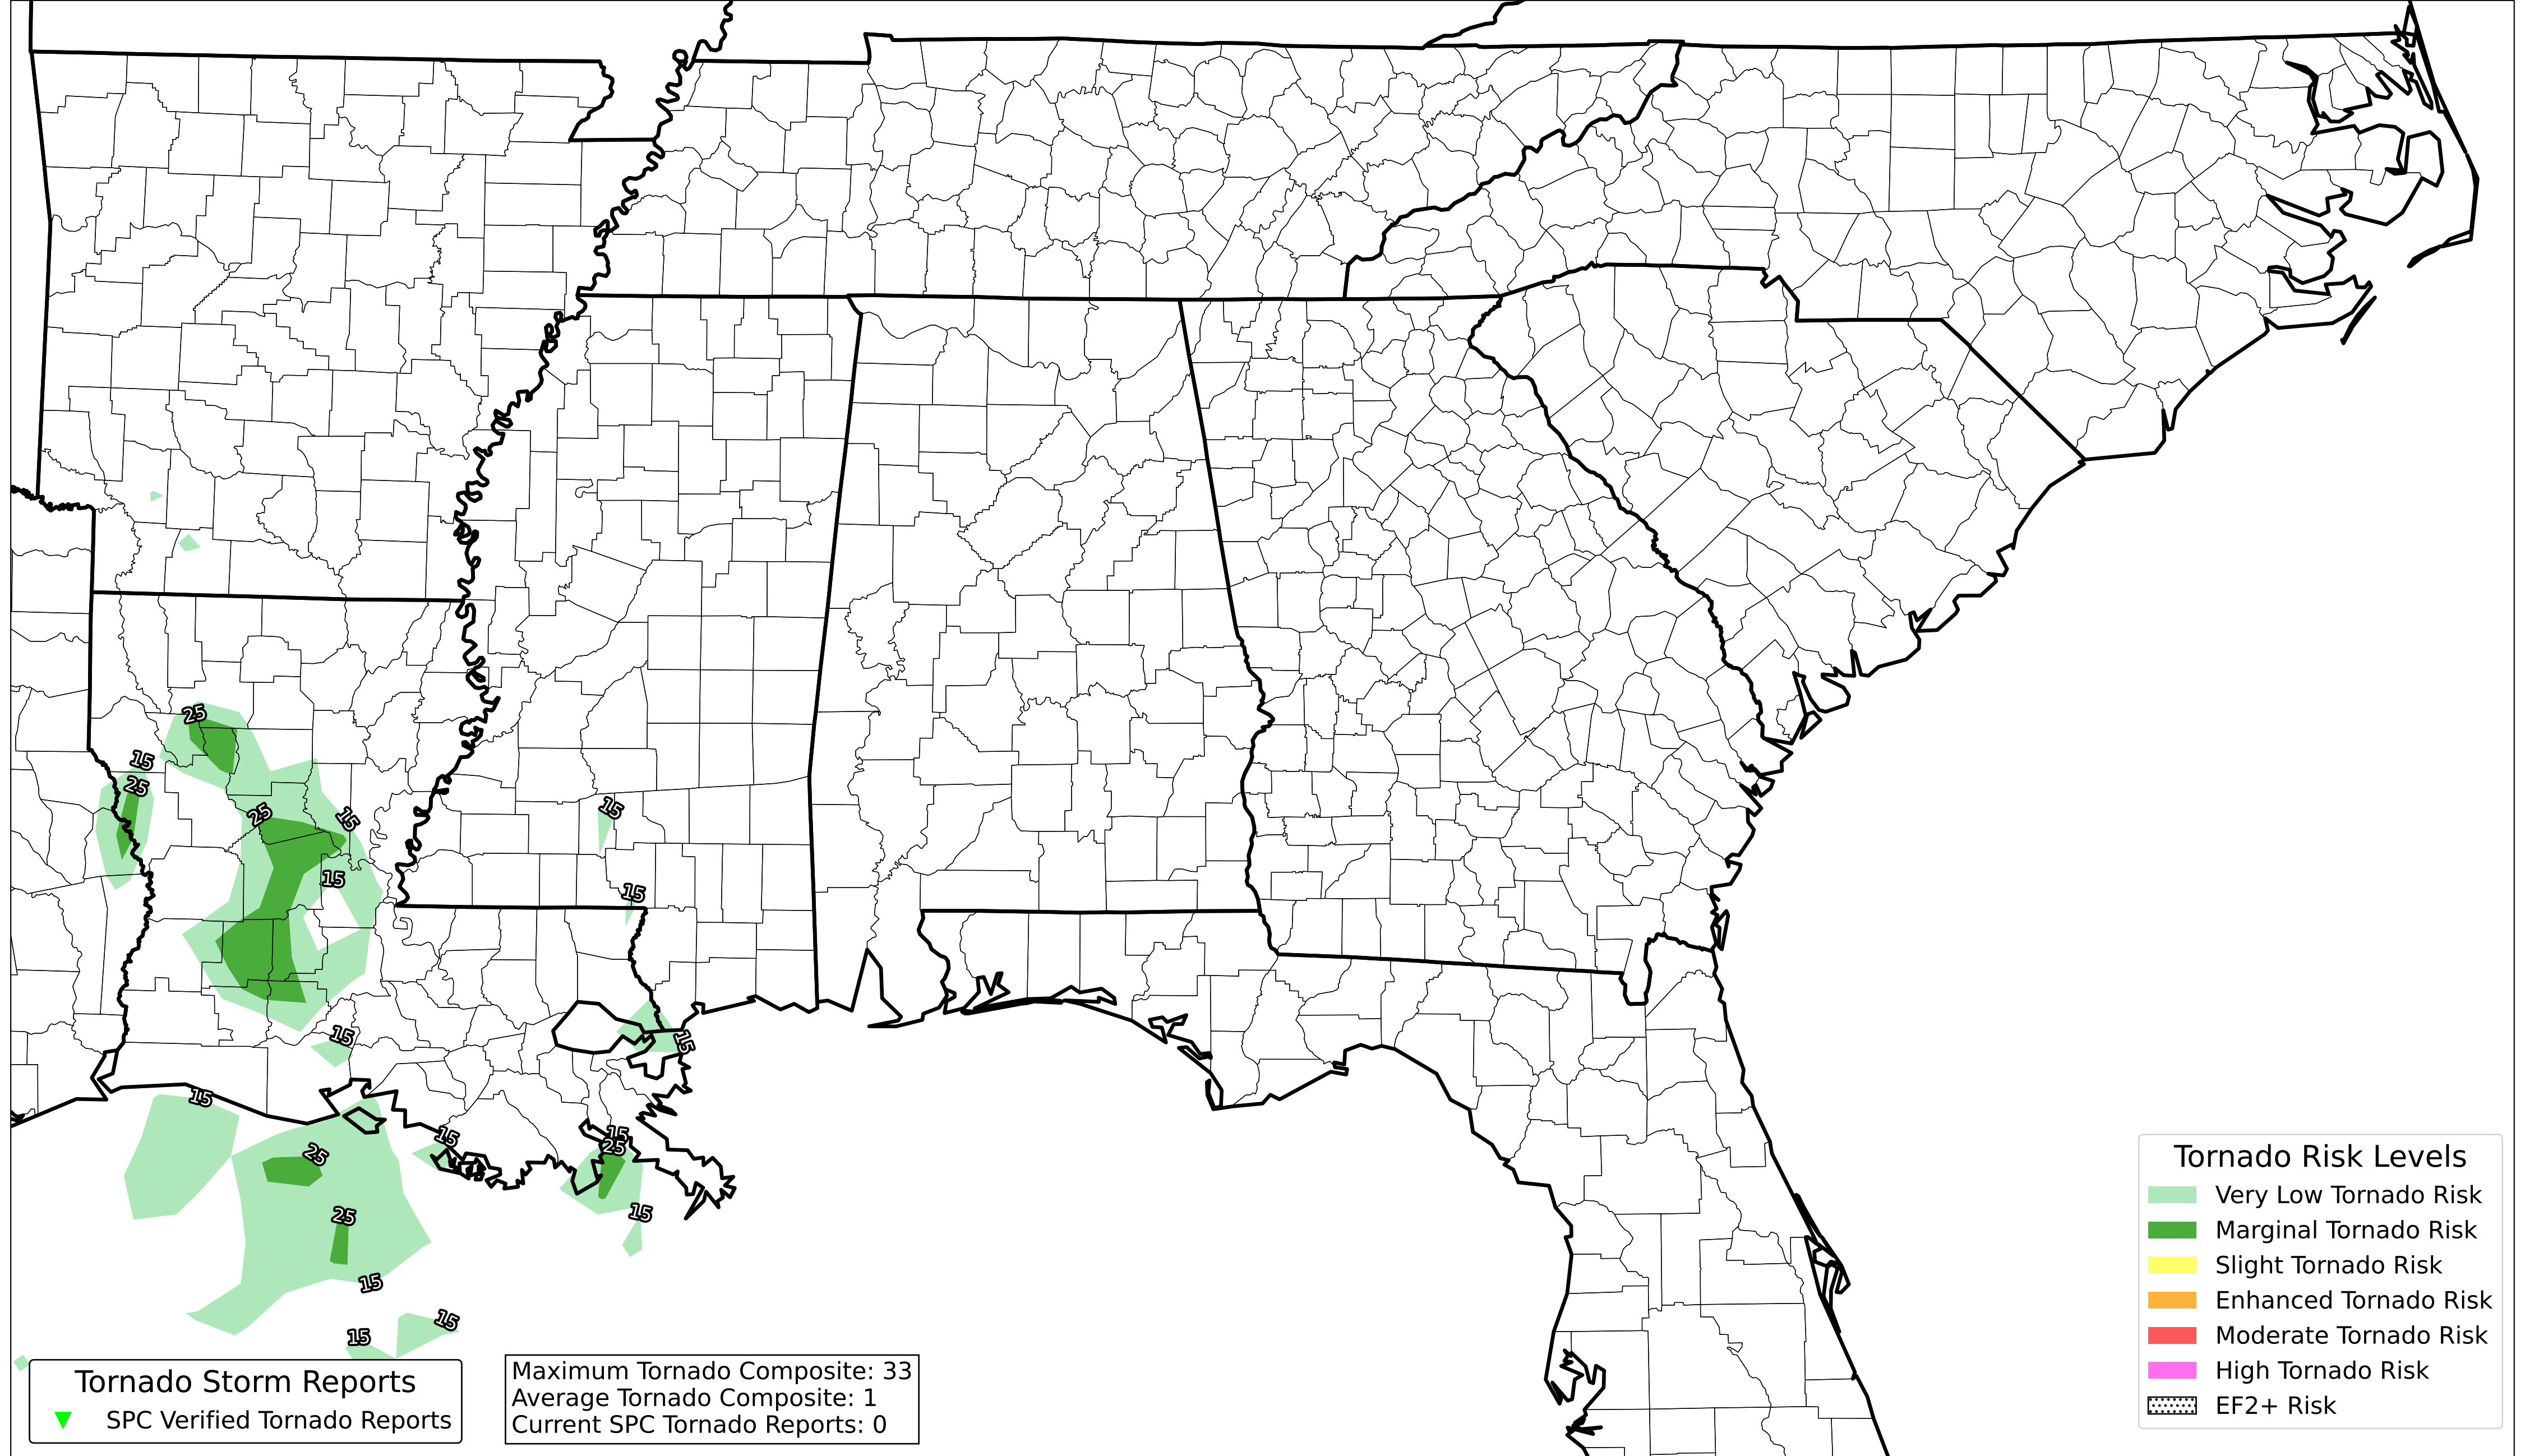 25
15
25
25
15
15
15
15
15
15
15
25
15
15
25
25
15
15
15
15
Tornado Risk Levels
Very Low Tornado Risk
Marginal Tornado Risk
Slight Tornado Risk
Enhanced Tornado Risk
Moderate Tornado Risk
High Tornado Risk
EF2+ Risk
Tornado Storm Reports
SPC Verified Tornado Reports
Maximum Tornado Composite: 33
Average Tornado Composite: 1
Current SPC Tornado Reports: 0